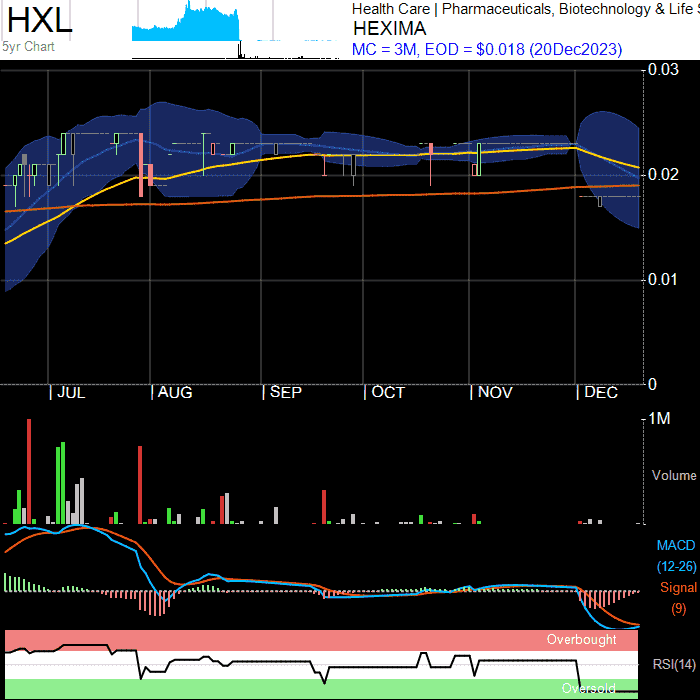 HXL
5yr Chart
Health Care | Pharmaceuticals, Biotechnology & Life S
HEXIMA
MC = 3M, EOD = $0.018 (20Dec2023)
0.03
0.02
0.01
0
| JUL | AUG | SEP | OCT | NOV | DEC
1M
Volume
MACD
(12-26)
Signal
(9)
Overbought
RSI(14)
Oversold